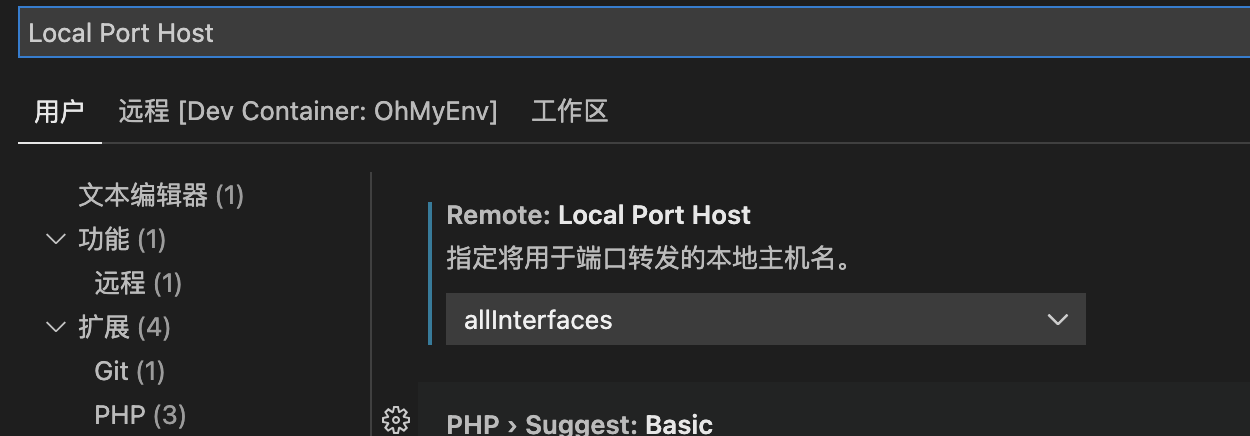 Local Port Host
用户 远程 [Dev Container: OhMyEnv] 工作区
文本编辑器 (1)
功能 (1)
远程 (1)
扩展 (4)
Git (1)
PHP (3)
Remote: Local Port Host
指定将用于端口转发的本地主机名。
allInterfaces
PHP › Suggest: Basic